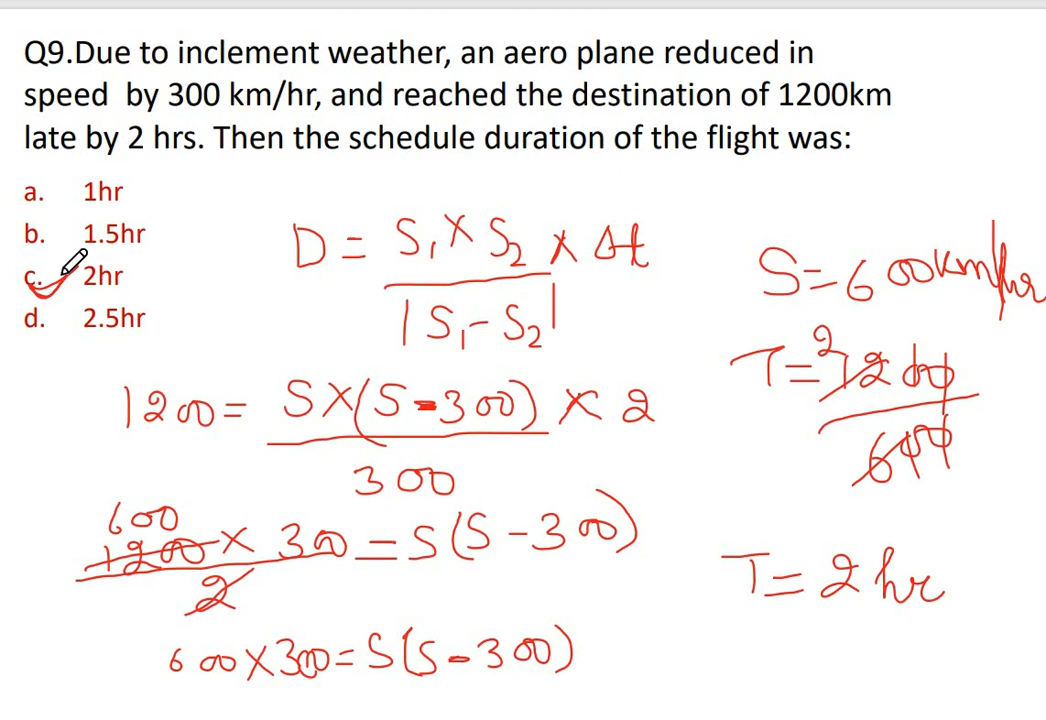 Q9.Due to inclement weather, an aero plane reduced in
speed by 300 km/hr, and reached the destination of 1200km
late by 2 hrs. Then the schedule duration of the flight was:
a. 1hr
b. 1.5hr
c. 2hr
d. 2.5hr
D = S₁ × S₂ × Δt
|S₁ - S₂|
1200 = S×(S-300) × 2
300
600
1200 × 300 = S(S-300)
2
600×300 = S(S-300)
S=600km/hr
2
T= 1200
600
T= 2hr